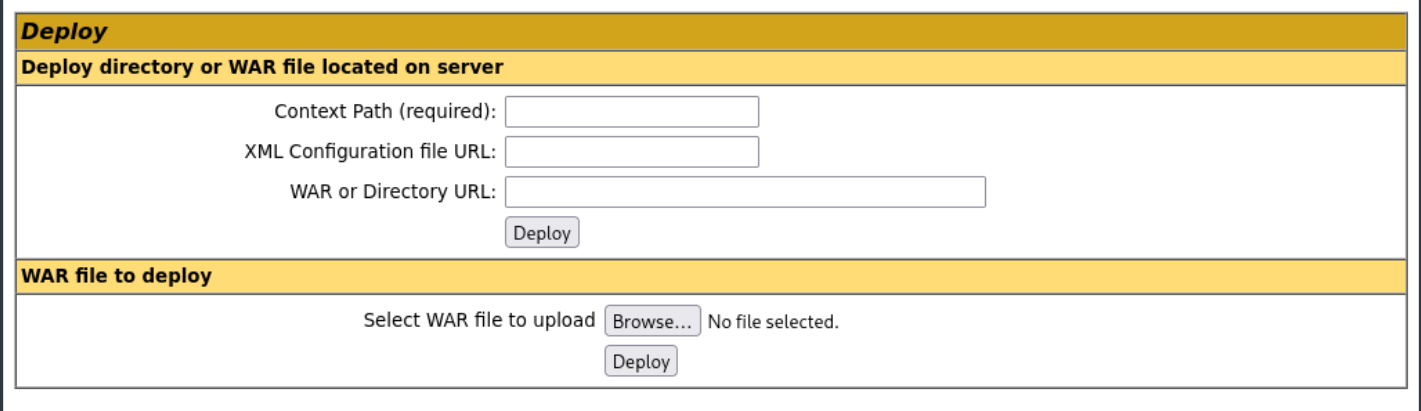 Deploy
Deploy directory or WAR file located on server
Context Path (required):
XML Configuration file URL:
WAR or Directory URL:
Deploy
WAR file to deploy
Select WAR file to upload Browse... No file selected.
Deploy